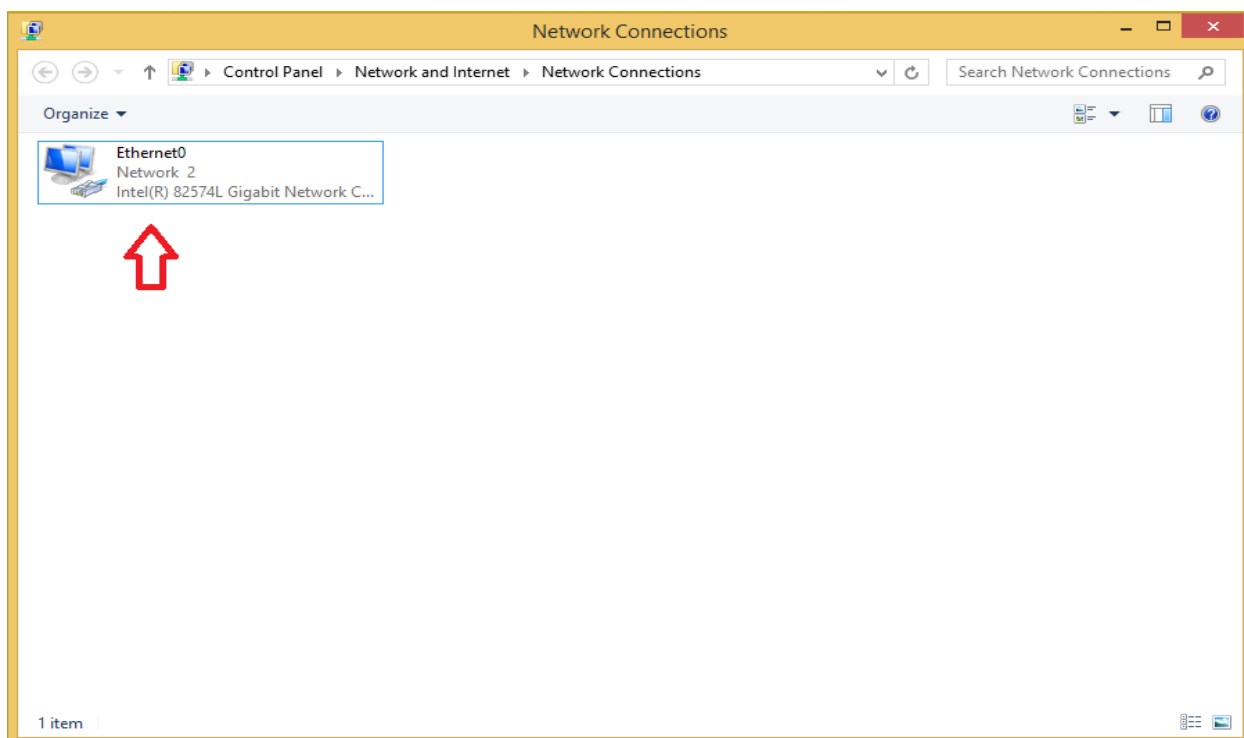 Network Connections
Control Panel Network and Internet Network Connections
Search Network Connections
Organize
Ethernet0
Network 2
Intel(R) 82574L Gigabit Network C...
1 item